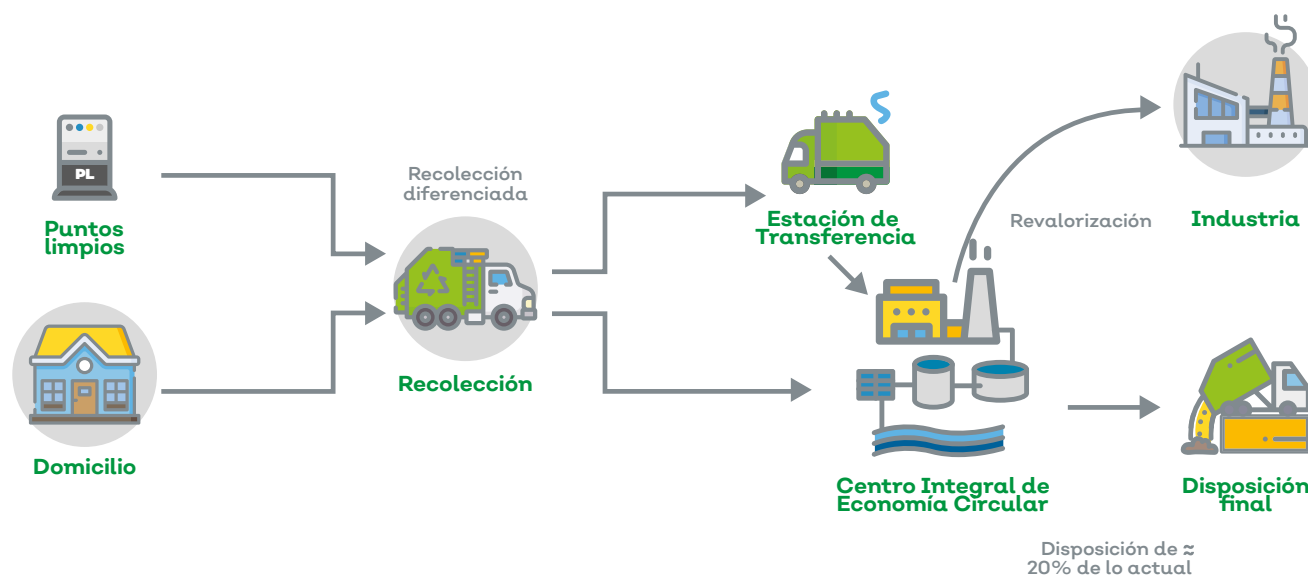 PL
Puntos
limpios
Domicilio
Recolección
diferenciada
Recolección
Estación de
Transferencia
Revalorización
Industria
Centro Integral de
Economía Circular
Disposición
final
Disposición de ≈
20% de lo actual